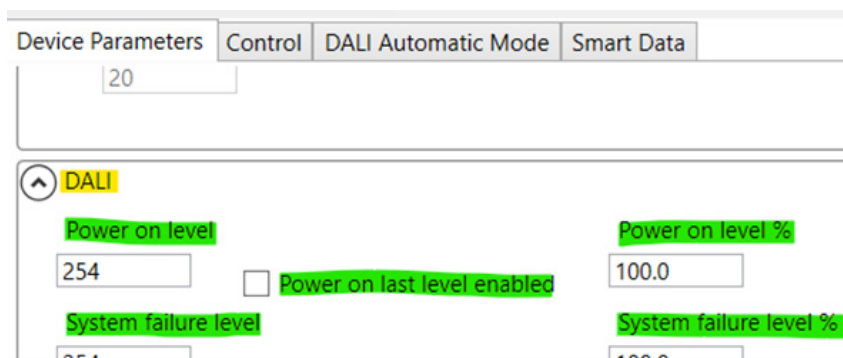 Device Parameters Control DALI Automatic Mode Smart Data
20
DALI
Power on level Power on level %
254 Power on last level enabled 100.0
System failure level System failure level %